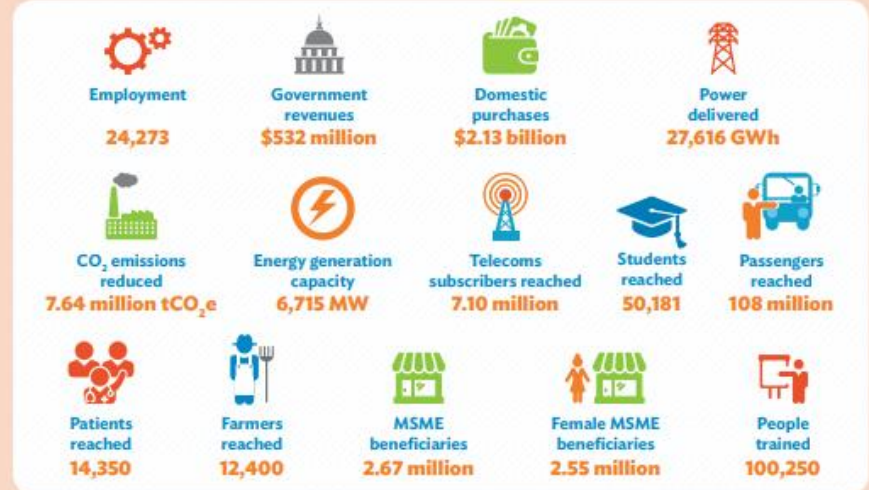 Employment
24,273
Government
revenues
$532 million
Domestic
purchases
$2.13 billion
Power
delivered
27,616 GWh
CO₂ emissions
reduced
7.64 million tCO₂e
Energy generation
capacity
6,715 MW
Telecoms
subscribers reached
7.10 million
Students
reached
50,181
Passengers
reached
108 million
Patients
reached
14,350
Farmers
reached
12,400
MSME
beneficiaries
2.67 million
Female MSME
beneficiaries
2.55 million
People
trained
100,250